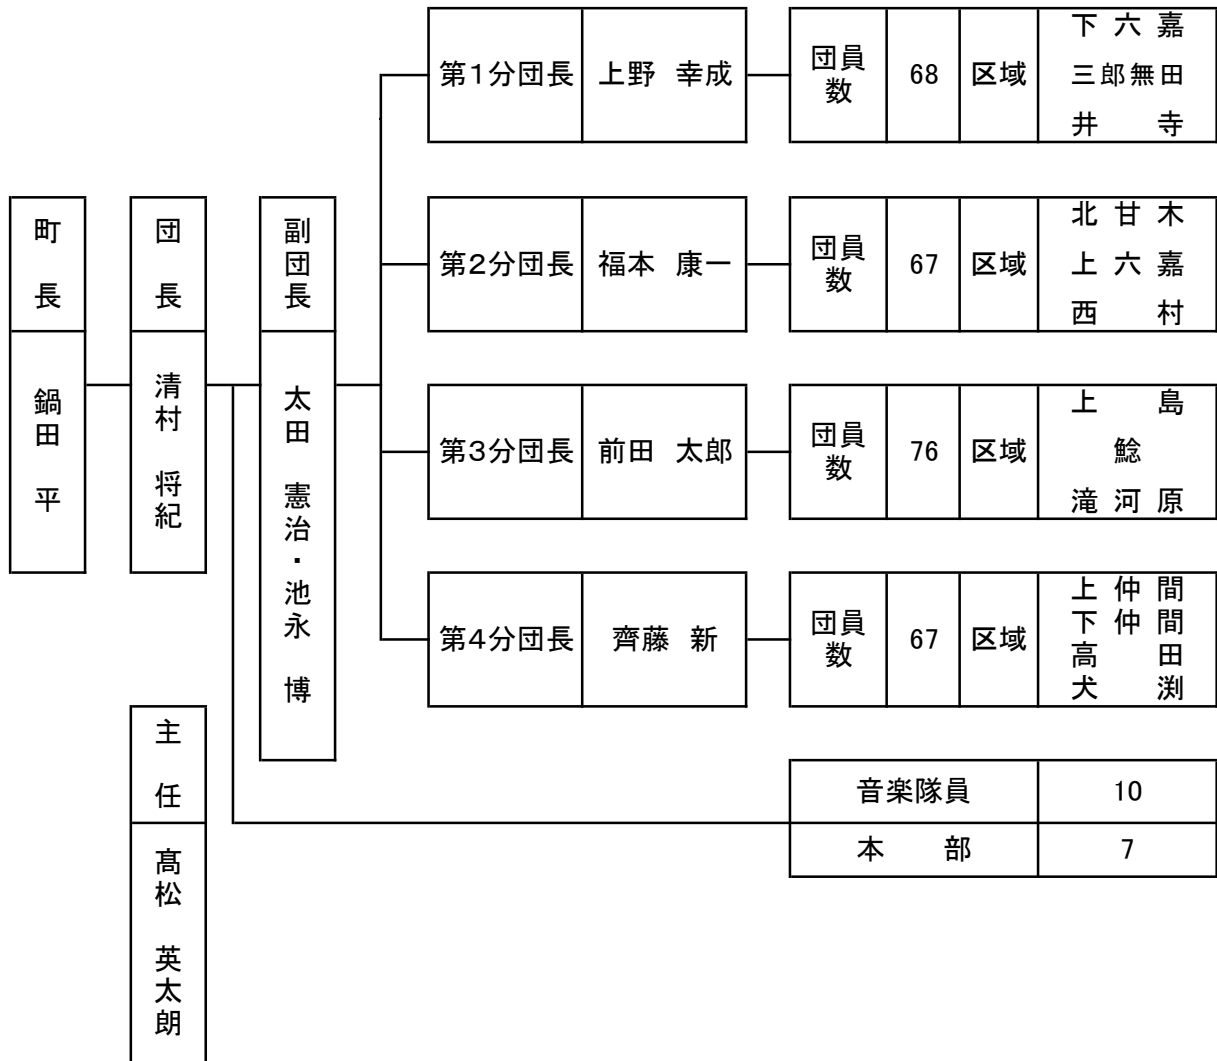 町長
鍋田 平
団長
清村 将紀
副団長
太田 憲治・池永 博
第1分団長 上野 幸成 団員数 68 区域 下六嘉
三郎無田
井寺
第2分団長 福本 康一 団員数 67 区域 北甘木
上六嘉
西村
第3分団長 前田 太郎 団員数 76 区域 上島
鯰
滝河原
第4分団長 齊藤 新 団員数 67 区域 上仲間
下仲間
高田
犬渕
主任
髙松 英太朗
音楽隊員 10
本部 7